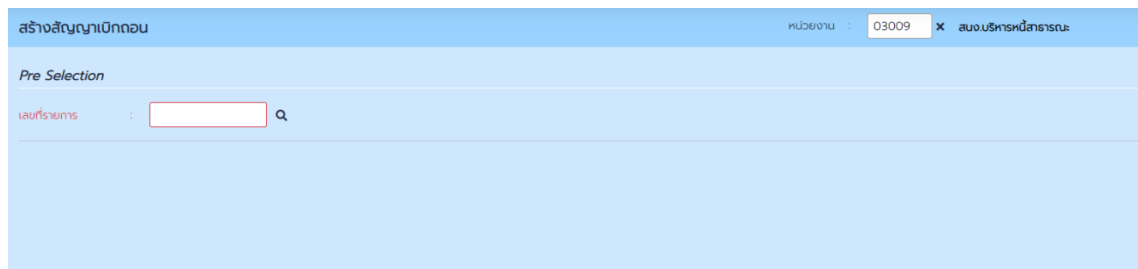 สร้างสัญญาเบิกถอน หน่วยงาน : 03009 × สนง.บริหารหนี้สาธารณะ
Pre Selection
เลขที่รายการ :